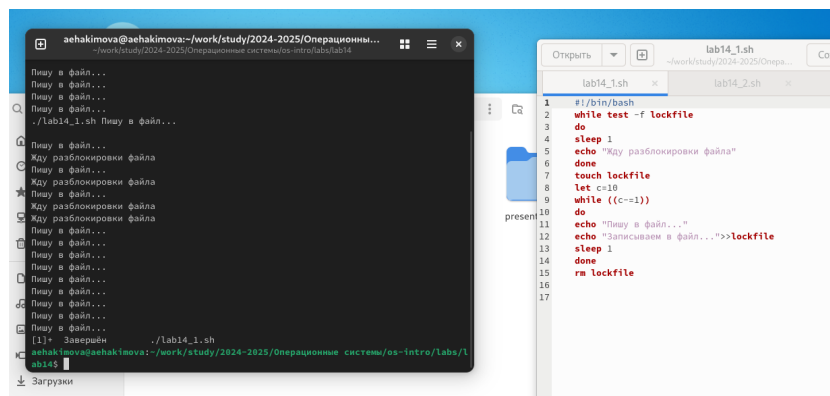 aehakimova@aehakimova:~/work/study/2024-2025/Операционны...
~/work/study/2024-2025/Операционные системы/os-intro/labs/lab14
Пишу в файл...
Пишу в файл...
Пишу в файл...
Пишу в файл...
./lab14_1.sh Пишу в файл...
Пишу в файл...
Жду разблокировки файла
Пишу в файл...
Жду разблокировки файла
Пишу в файл...
Жду разблокировки файла
Жду разблокировки файла
Пишу в файл...
Пишу в файл...
Пишу в файл...
Пишу в файл...
Пишу в файл...
Пишу в файл...
Пишу в файл...
Пишу в файл...
Пишу в файл...
[1]+ Завершён ./lab14_1.sh
aehakimova@aehakimova:~/work/study/2024-2025/Операционные системы/os-intro/labs/l
ab14$
Загрузки
present
Открыть
lab14_1.sh
~/work/study/2024-2025/Опера...
Со
lab14_1.sh
lab14_2.sh
1 #!/bin/bash
2 while test -f lockfile
3 do
4 sleep 1
5 echo "Жду разблокировки файла"
6 done
7 touch lockfile
8 let c=10
9 while ((c-=1))
10 do
11 echo "Пишу в файл..."
12 echo "Записываем в файл...">>lockfile
13 sleep 1
14 done
15 rm lockfile
16
17